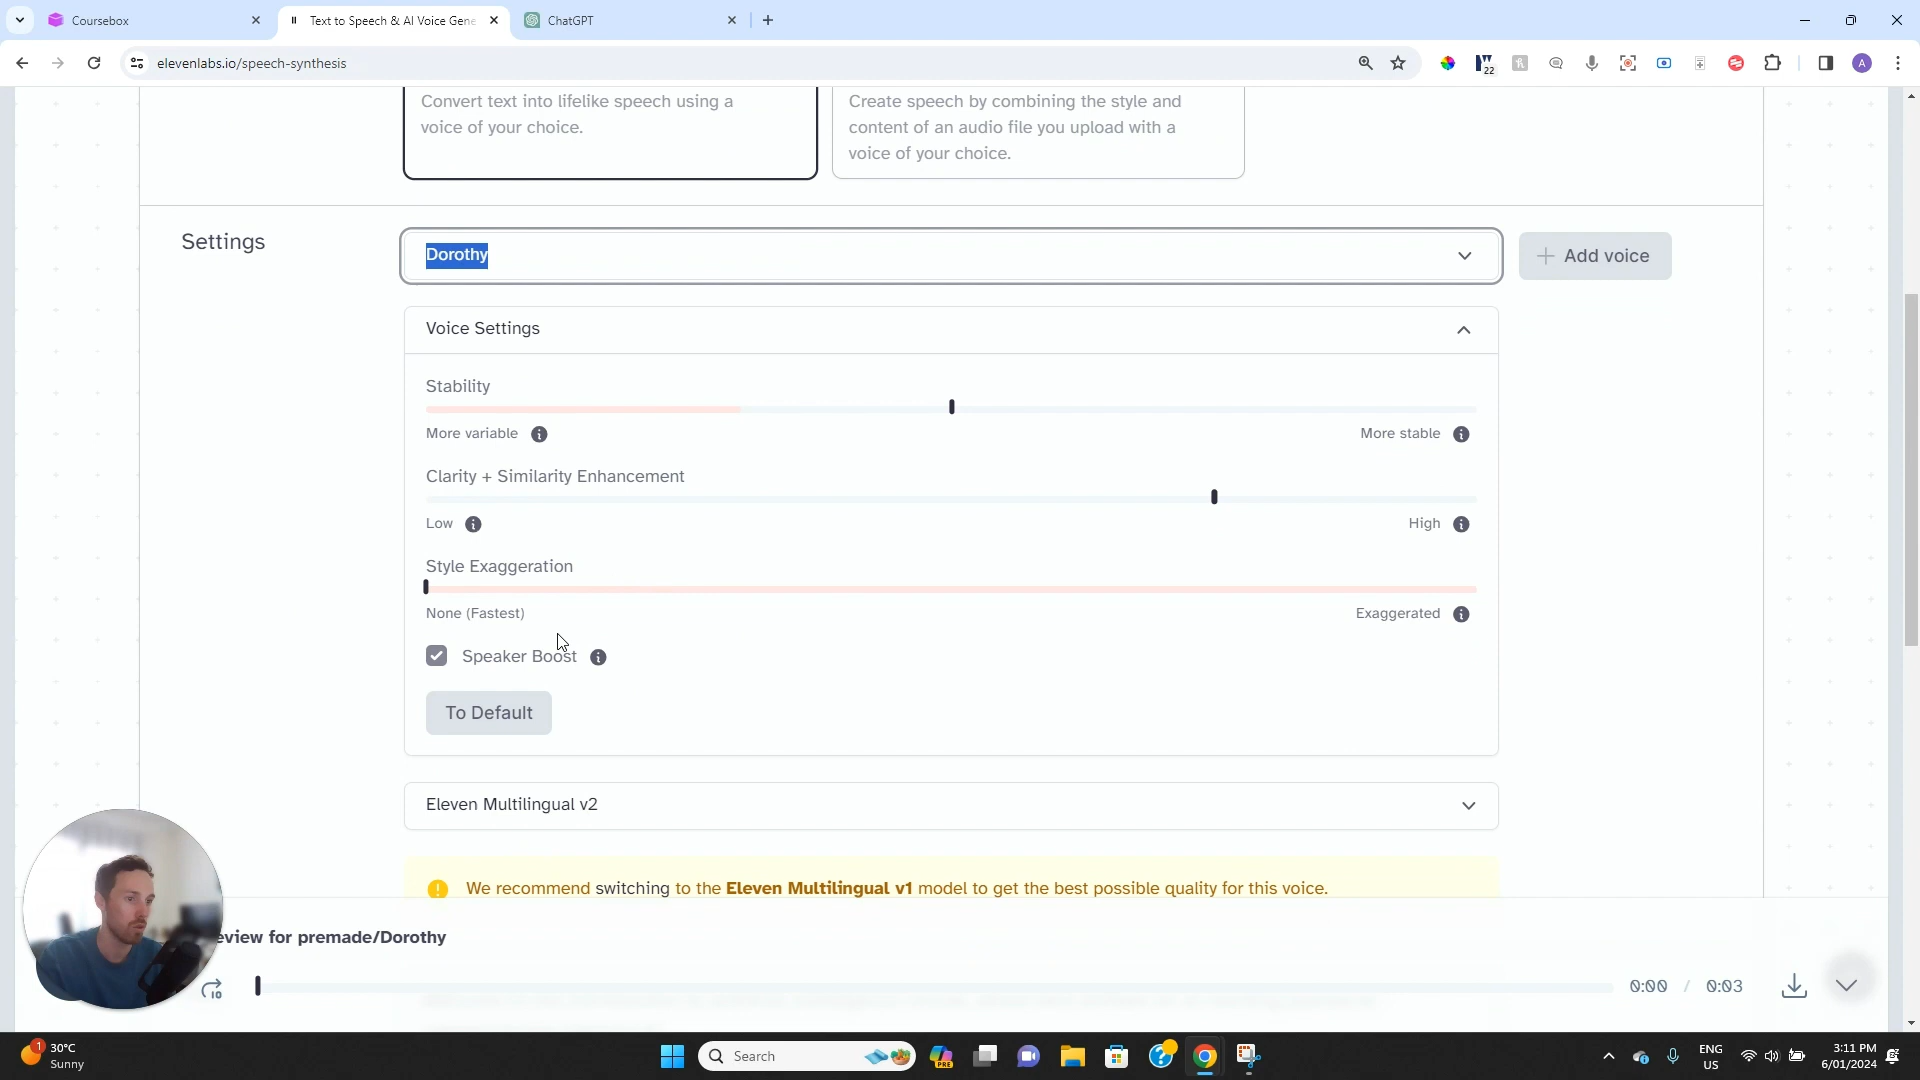 Coursebox
Text to Speech & AI Voice Gene
ChatGPT
elevenlabs.io/speech-synthesis
22
Convert text into lifelike speech using a
voice of your choice.
Create speech by combining the style and
content of an audio file you upload with a
voice of your choice.
Settings
Dorothy
Add voice
Voice Settings
Stability
More variable
More stable
Clarity + Similarity Enhancement
Low
High
Style Exaggeration
None (Fastest)
Exaggerated
Speaker Boost
To Default
Eleven Multilingual v2
We recommend switching to the Eleven Multilingual v1 model to get the best possible quality for this voice.
eview for premade/Dorothy
10
0:00 / 0:03
1
30°C
Sunny
Search
PRE
ENG
US
3:11 PM
6/01/2024
A